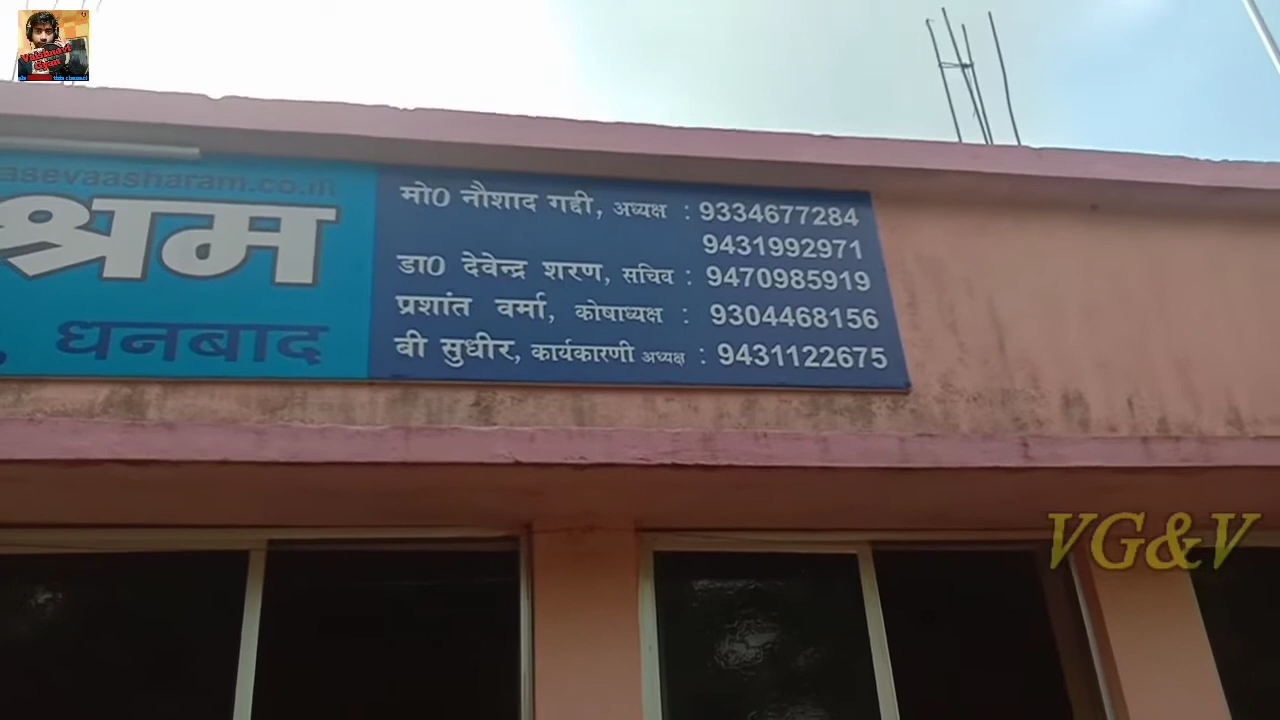 asevaasharam.co.in
श्रम
, धनबाद
मो0 नौशाद गद्दी, अध्यक्ष : 9334677284
9431992971
डा0 देवेन्द्र शरण, सचिव : 9470985919
प्रशांत वर्मा, कोषाध्यक्ष : 9304468156
बी सुधीर, कार्यकारणी अध्यक्ष : 9431122675
VG&V